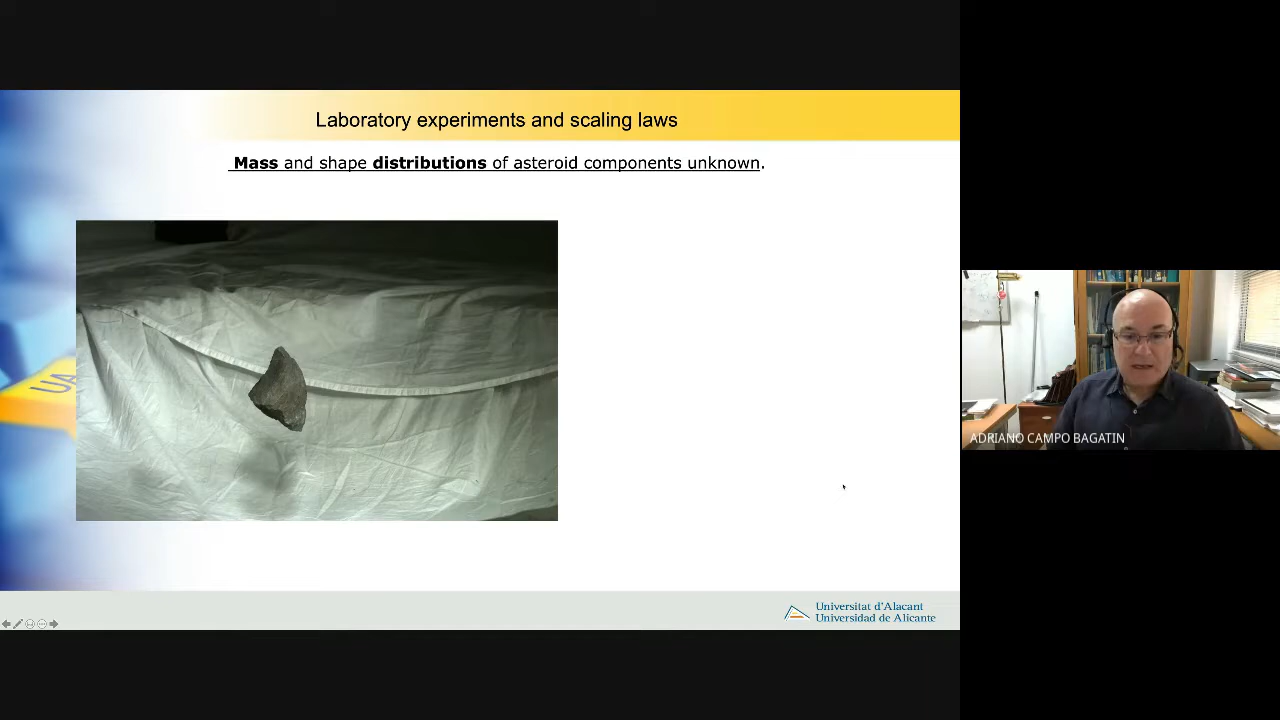 Laboratory experiments and scaling laws
Mass and shape distributions of asteroid components unknown.
UA
ADRIANO CAMPO BAGATIN
Universitat d'Alacant
Universidad de Alicante